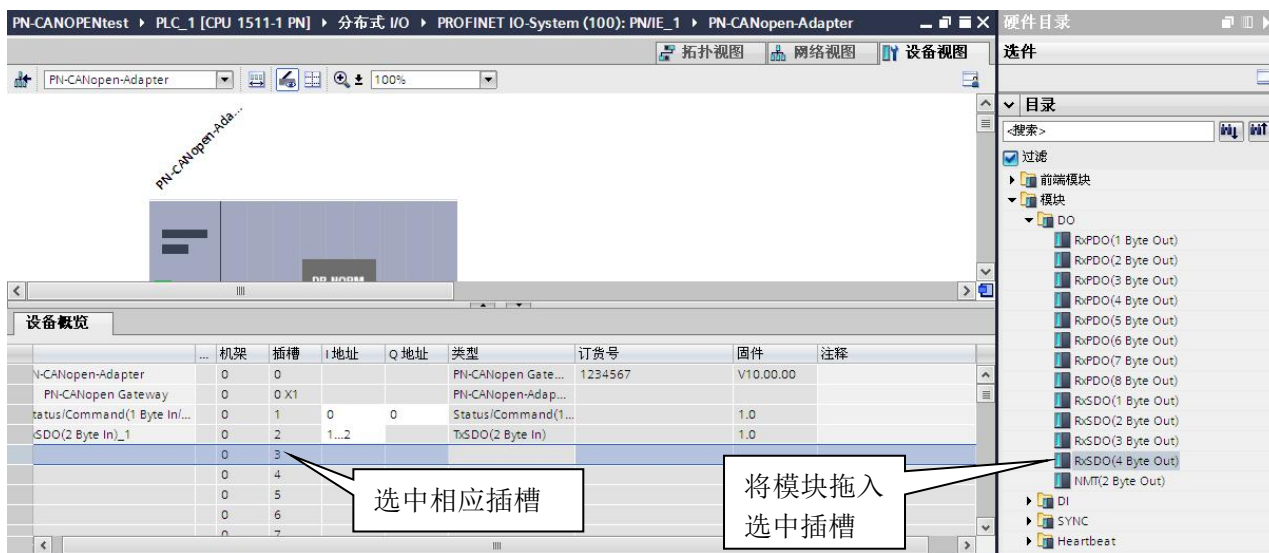 PN-CANOPENtest ▸ PLC_1 [CPU 1511-1 PN] ▸ 分布式 I/O ▸ PROFINET IO-System (100): PN/IE_1 ▸ PN-CANopen-Adapter
硬件目录
拓扑视图 网络视图 设备视图
选件
PN-CANopen-Adapter 100%
目录
<搜索>
过滤
PN-CANopen-Ada...
DP-NORM
前端模块
模块
DO
RxPDO(1 Byte Out)
RxPDO(2 Byte Out)
RxPDO(3 Byte Out)
RxPDO(4 Byte Out)
RxPDO(5 Byte Out)
RxPDO(6 Byte Out)
RxPDO(7 Byte Out)
RxPDO(8 Byte Out)
RxSDO(1 Byte Out)
RxSDO(2 Byte Out)
RxSDO(3 Byte Out)
RxSDO(4 Byte Out)
NMT(2 Byte Out)
DI
SYNC
Heartbeat
设备概览
... 机架 插槽 I 地址 Q 地址 类型 订货号 固件 注释
N-CANopen-Adapter 0 0 PN-CANopen Gate... 1234567 V10.00.00
PN-CANopen Gateway 0 0 X1 PN-CANopen-Adap...
tatus/Command(1 Byte In/... 0 1 0 0 Status/Command(1... 1.0
xSDO(2 Byte In)_1 0 2 1...2 TxSDO(2 Byte In) 1.0
0 3
0 4
0 5
0 6
0 7
选中相应插槽
将模块拖入
选中插槽